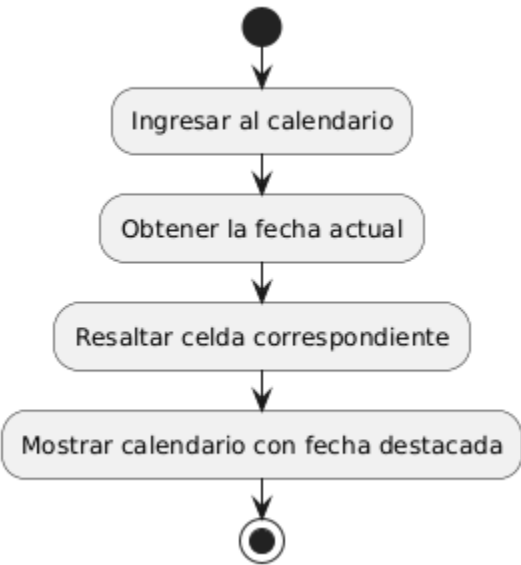 Ingresar al calendario
Obtener la fecha actual
Resaltar celda correspondiente
Mostrar calendario con fecha destacada